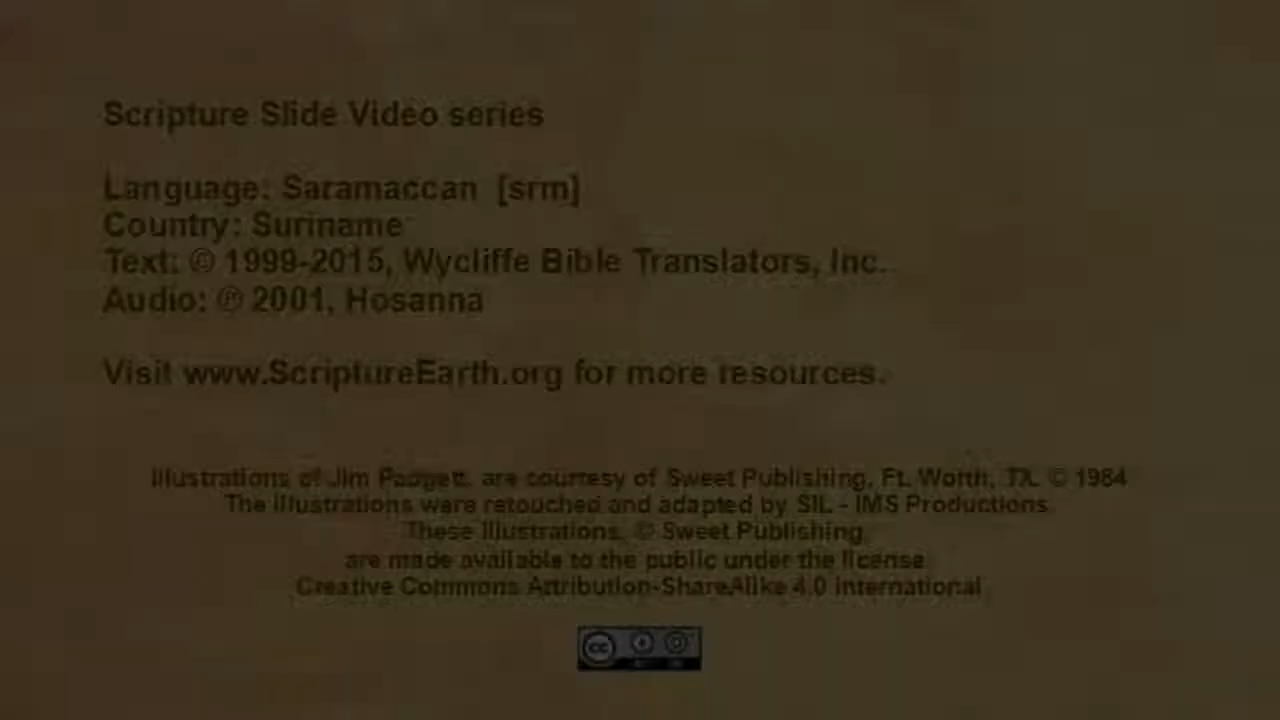 Scripture Slide Video series
Language: Saramaccan [srm]
Country: Suriname
Text: © 1999-2015, Wycliffe Bible Translators, Inc.
Audio: ℗ 2001, Hosanna
Visit www.ScriptureEarth.org for more resources.
Illustrations of Jim Padgett, are courtesy of Sweet Publishing, Ft. Worth, TX. © 1984
The illustrations were retouched and adapted by SIL - IMS Productions.
These Illustrations, © Sweet Publishing,
are made available to the public under the license
Creative Commons Attribution-ShareAlike 4.0 International
cc